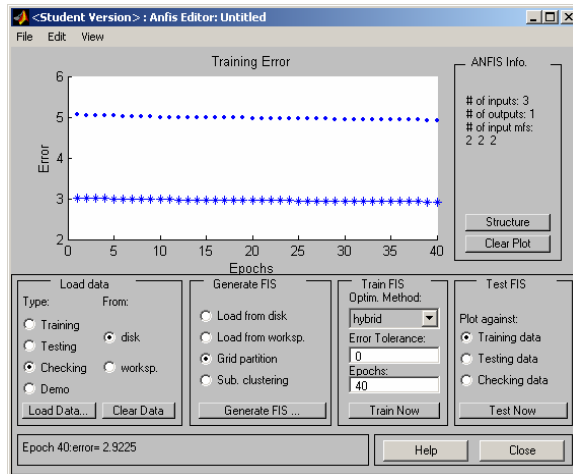 <Student Version> : Anfis Editor: Untitled
File Edit View
Training Error
6
5
4
3
2
Error
0 5 10 15 20 25 30 35 40
Epochs
ANFIS Info.
# of inputs: 3
# of outputs: 1
# of input mfs:
2 2 2
Structure
Clear Plot
Load data
Type: From:
Training
Testing
Checking
Demo
disk
worksp.
Load Data... Clear Data
Generate FIS
Load from disk
Load from worksp.
Grid partition
Sub. clustering
Generate FIS ...
Train FIS
Optim. Method:
hybrid
Error Tolerance:
0
Epochs:
40
Train Now
Test FIS
Plot against:
Training data
Testing data
Checking data
Test Now
Epoch 40:error= 2.9225
Help Close